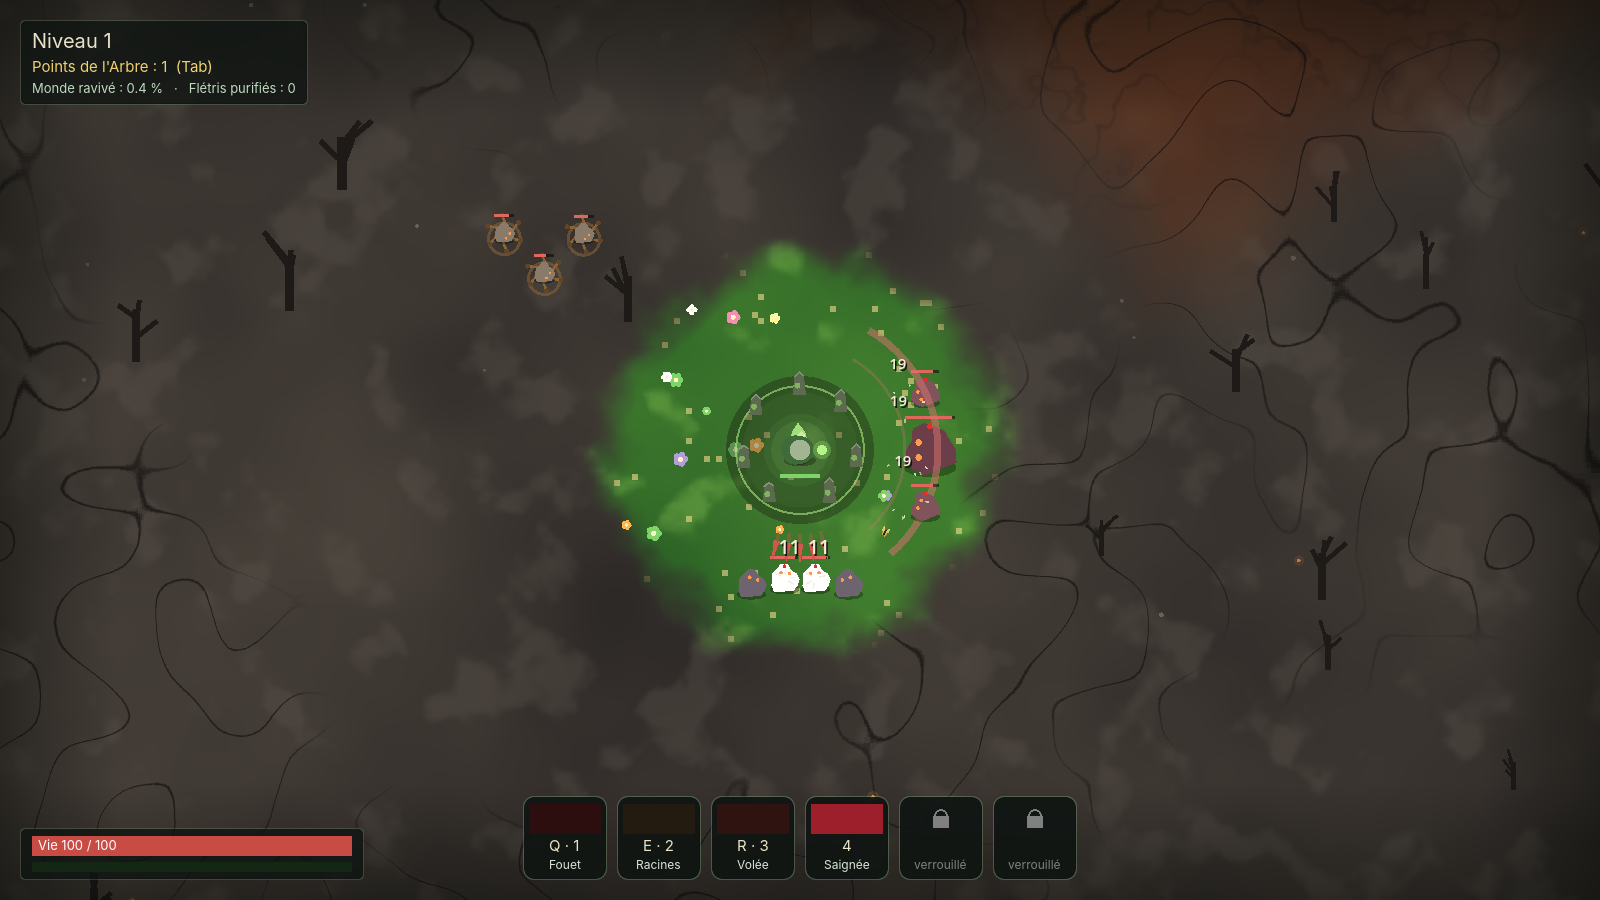 Niveau 1
Points de l'Arbre : 1 (Tab)
Monde ravivé : 0.4 % · Flétris purifiés : 0
19
19
19
11 11
Vie 100 / 100
Q · 1
Fouet
E · 2
Racines
R · 3
Volée
4
Saignée
verrouillé
verrouillé